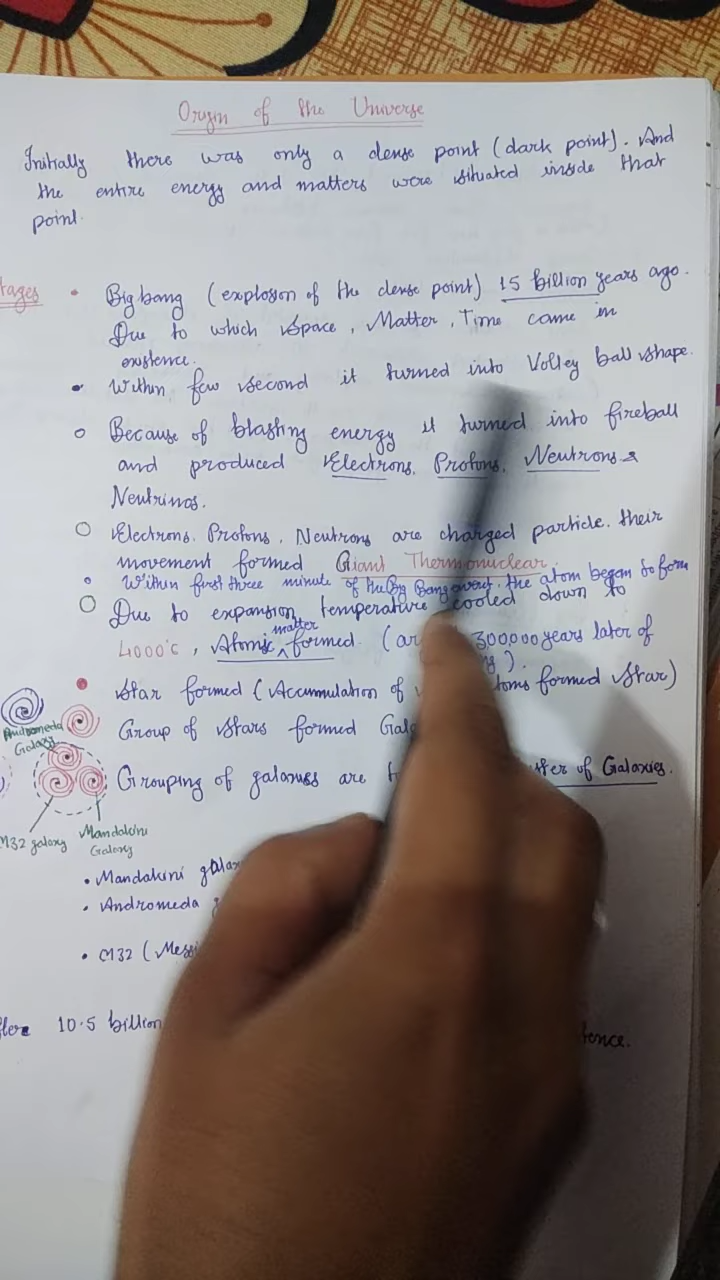 Origin of the Universe
Initially there was only a dense point (dark point). And
the entire energy and matters were situated inside that
point.
tages
• Big bang (explosion of the dense point) 15 billion years ago.
Due to which space, Matter, Time came in
existence.
• Within few second it turned into Volley ball shape.
Because of blasting energy it turned into fireball
and produced Electrons, Protons, Neutrons &
Neutrinos.
Electrons, Protons, Neutrons are charged particle. their
movement formed Giant Thermonuclear.
• Within first three minute of the Big Bang event, the atom began to form
Due to expansion temperature cooled down to
4000°c, Atomic matter formed. 300000 years later of
• Star formed (Accumulation of toms formed Star)
Group of Stars formed Gala
Grouping of galaxies are ster of Galaxies.
Andromeda
Galaxy
M32 galaxy
Mandakini
Galaxy
• Mandakini galax
• Andromeda g
• M32 (Messi
10.5 billion tence.